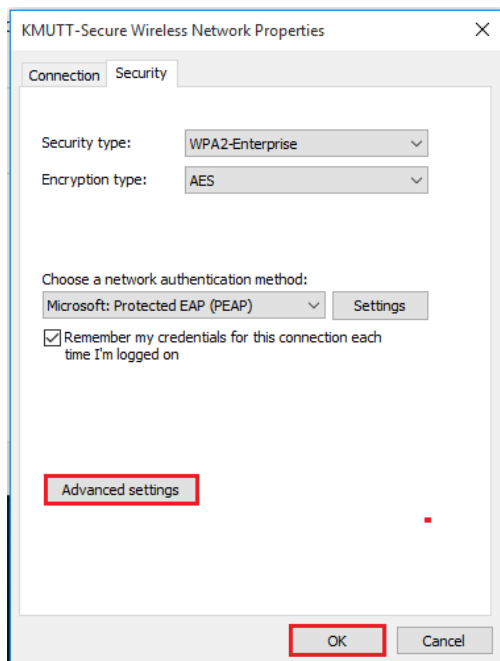 KMUTT-Secure Wireless Network Properties
Connection Security
Security type: WPA2-Enterprise
Encryption type: AES
Choose a network authentication method:
Microsoft: Protected EAP (PEAP) Settings
Remember my credentials for this connection each
time I'm logged on
Advanced settings
OK Cancel